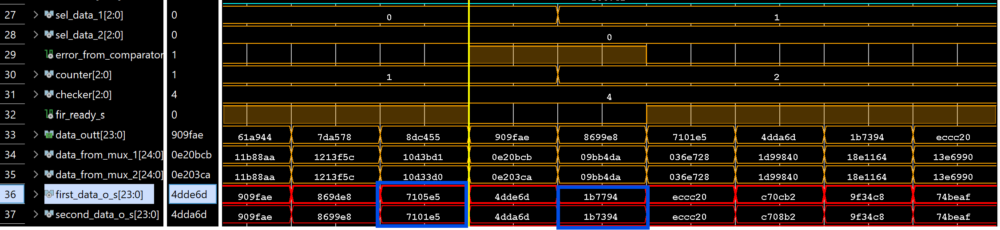 27 sel_data_1[2:0] 0 0 1
28 sel_data_2[2:0] 0 0
29 error_from_comparator 1
30 counter[2:0] 1 1 2
31 checker[2:0] 4 4
32 fir_ready_s 0
33 data_outt[23:0] 909fae 61a944 7da578 8dc455 909fae 8699e8 7101e5 4dda6d 1b7394 eccc20
34 data_from_mux_1[24:0] 0e20bcb 11b88aa 1213f5c 10d3bd1 0e20bcb 09bb4da 036e728 1d99840 18e1164 13e6990
35 data_from_mux_2[24:0] 0e203ca 11b88aa 1213f5c 10d33d0 0e203ca 09bb4da 036e728 1d99840 18e1164 13e6990
36 first_data_o_s[23:0] 4dde6d 909fae 869de8 7105e5 4dde6d 1b7794 eccc20 c70cb2 9f34c8 74beaf
37 second_data_o_s[23:0] 4dda6d 909fae 8699e8 7101e5 4dda6d 1b7394 eccc20 c708b2 9f34c8 74beaf